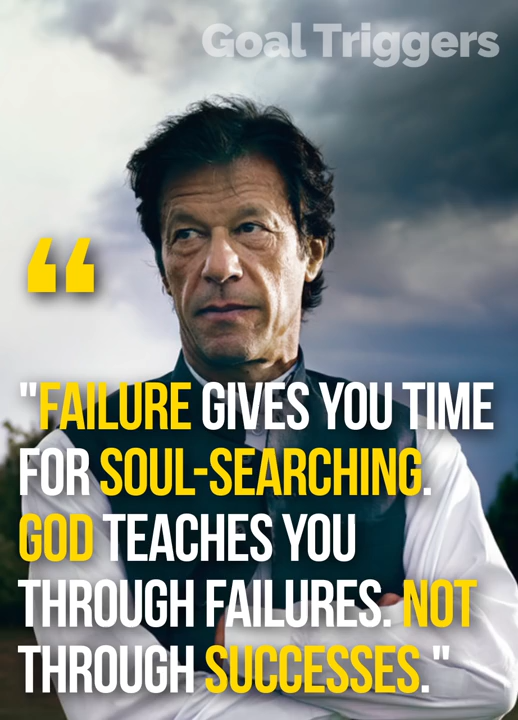 Goal Triggers
“
"FAILURE GIVES YOU TIME
FOR SOUL-SEARCHING.
GOD TEACHES YOU
THROUGH FAILURES. NOT
THROUGH SUCCESSES."